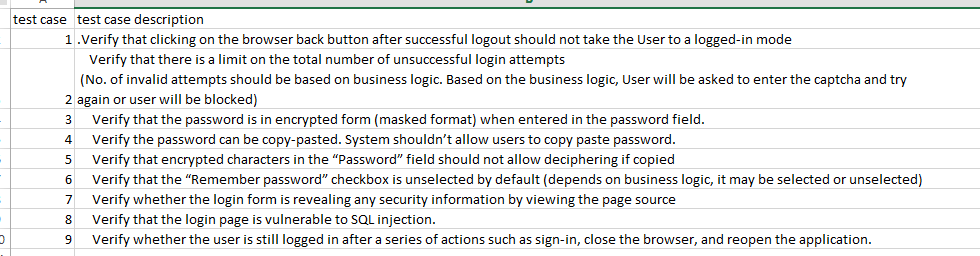 test case test case description
1 .Verify that clicking on the browser back button after successful logout should not take the User to a logged-in mode
Verify that there is a limit on the total number of unsuccessful login attempts
(No. of invalid attempts should be based on business logic. Based on the business logic, User will be asked to enter the captcha and try
2 again or user will be blocked)
3 Verify that the password is in encrypted form (masked format) when entered in the password field.
4 Verify the password can be copy-pasted. System shouldn’t allow users to copy paste password.
5 Verify that encrypted characters in the “Password” field should not allow deciphering if copied
6 Verify that the “Remember password” checkbox is unselected by default (depends on business logic, it may be selected or unselected)
7 Verify whether the login form is revealing any security information by viewing the page source
8 Verify that the login page is vulnerable to SQL injection.
9 Verify whether the user is still logged in after a series of actions such as sign-in, close the browser, and reopen the application.